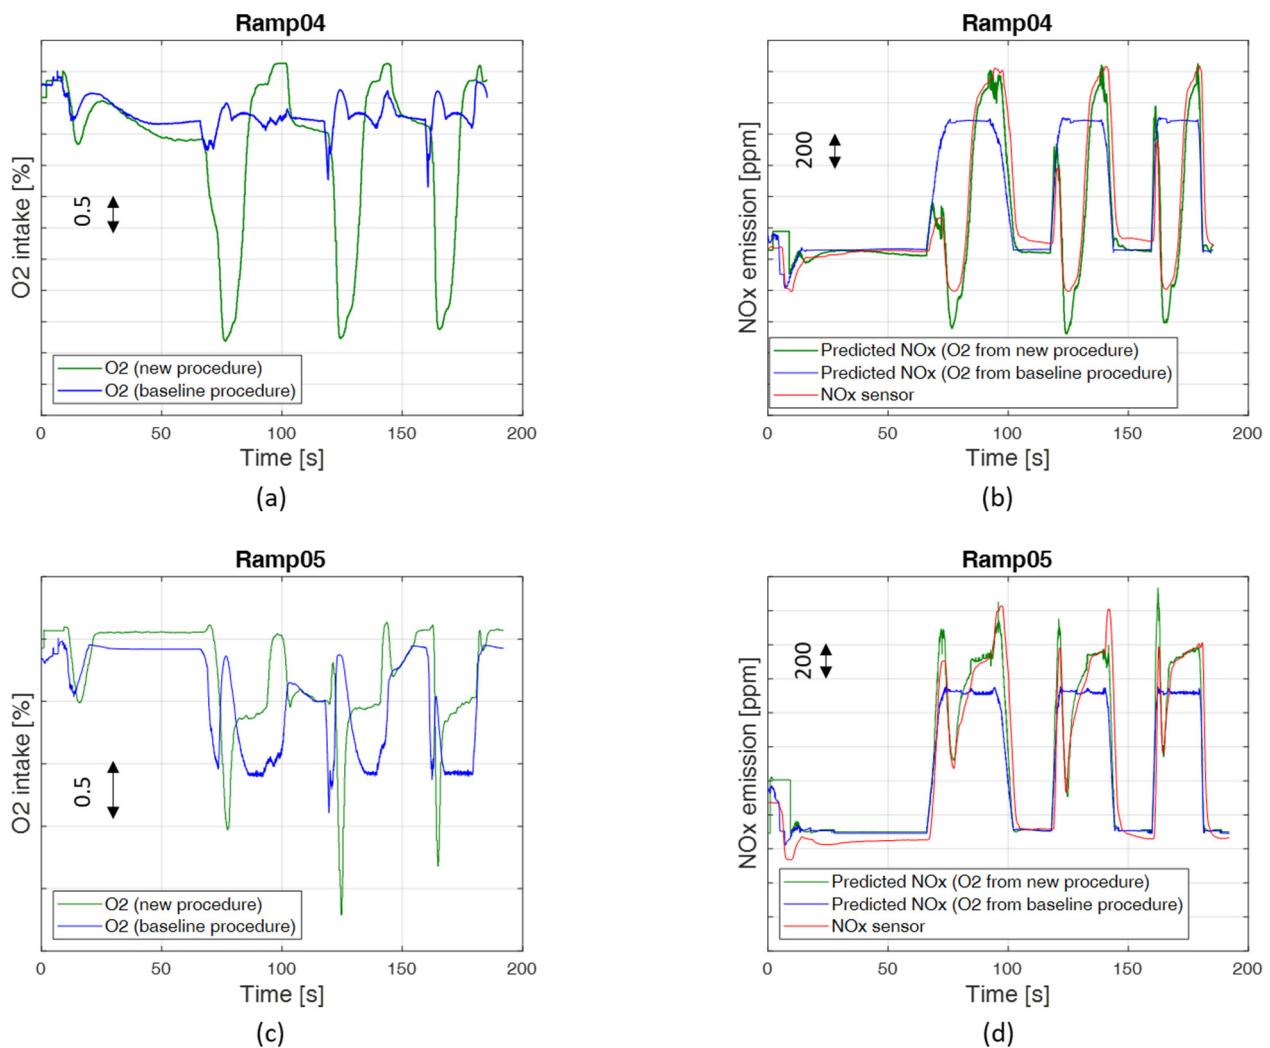 Ramp04
O2 intake [%]
0.5
O2 (new procedure)
O2 (baseline procedure)
0 50 100 150 200
Time [s]
(a)
Ramp04
NOx emission [ppm]
200
Predicted NOx (O2 from new procedure)
Predicted NOx (O2 from baseline procedure)
NOx sensor
0 50 100 150 200
Time [s]
(b)
Ramp05
O2 intake [%]
0.5
O2 (new procedure)
O2 (baseline procedure)
0 50 100 150 200
Time [s]
(c)
Ramp05
NOx emission [ppm]
200
Predicted NOx (O2 from new procedure)
Predicted NOx (O2 from baseline procedure)
NOx sensor
0 50 100 150 200
Time [s]
(d)